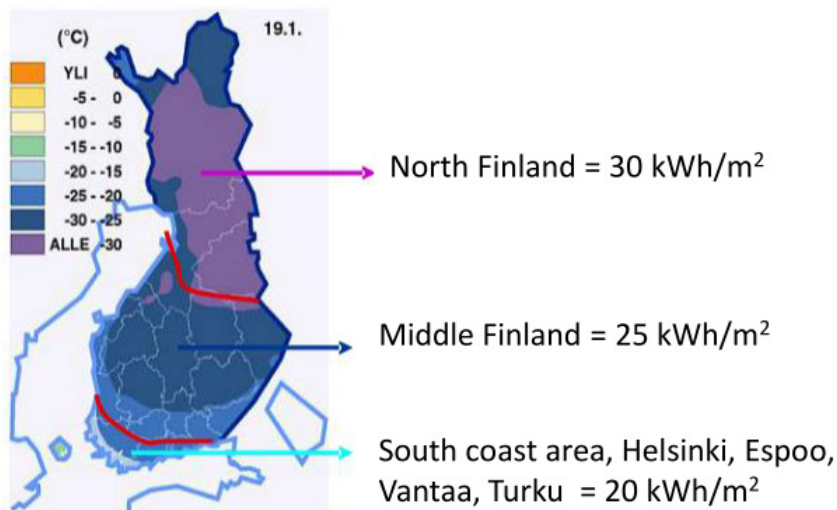 19.1.
(°C)
YLI 0
-5 - 0
-10 - -5
-15 - -10
-20 - -15
-25 - -20
-30 - -25
ALLE -30
North Finland = 30 kWh/m²
Middle Finland = 25 kWh/m²
South coast area, Helsinki, Espoo,
Vantaa, Turku = 20 kWh/m²